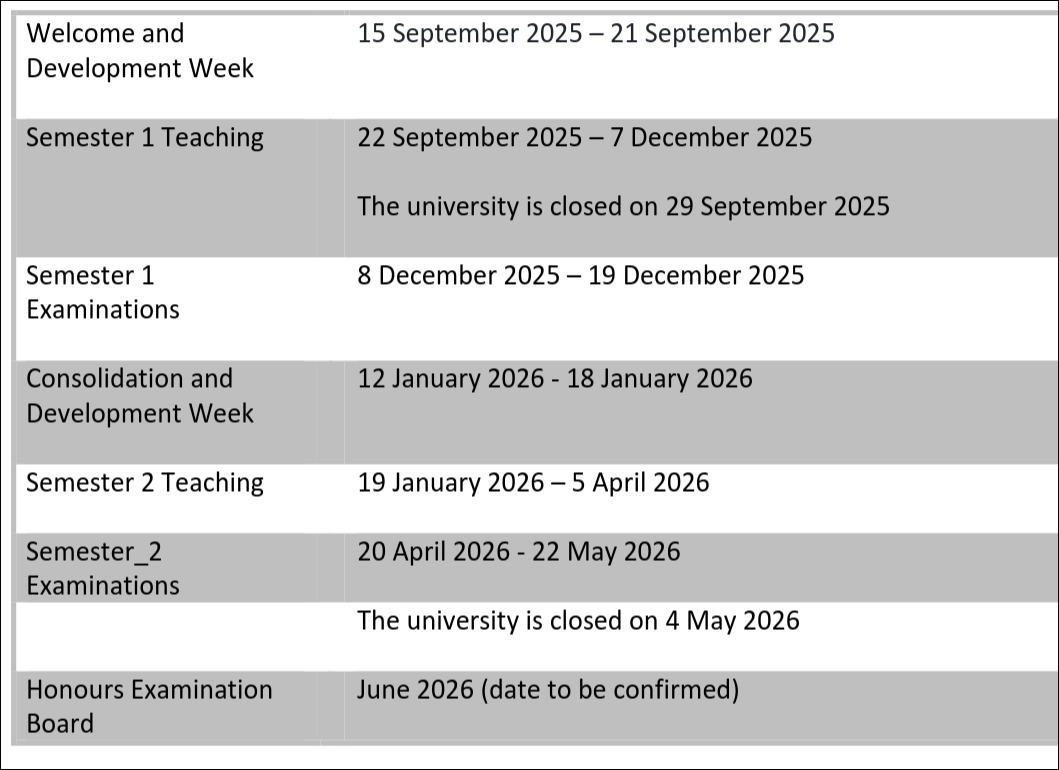 Welcome and 15 September 2025 – 21 September 2025
Development Week
Semester 1 Teaching 22 September 2025 – 7 December 2025
The university is closed on 29 September 2025
Semester 1 8 December 2025 – 19 December 2025
Examinations
Consolidation and 12 January 2026 - 18 January 2026
Development Week
Semester 2 Teaching 19 January 2026 – 5 April 2026
Semester_2 20 April 2026 - 22 May 2026
Examinations
The university is closed on 4 May 2026
Honours Examination June 2026 (date to be confirmed)
Board